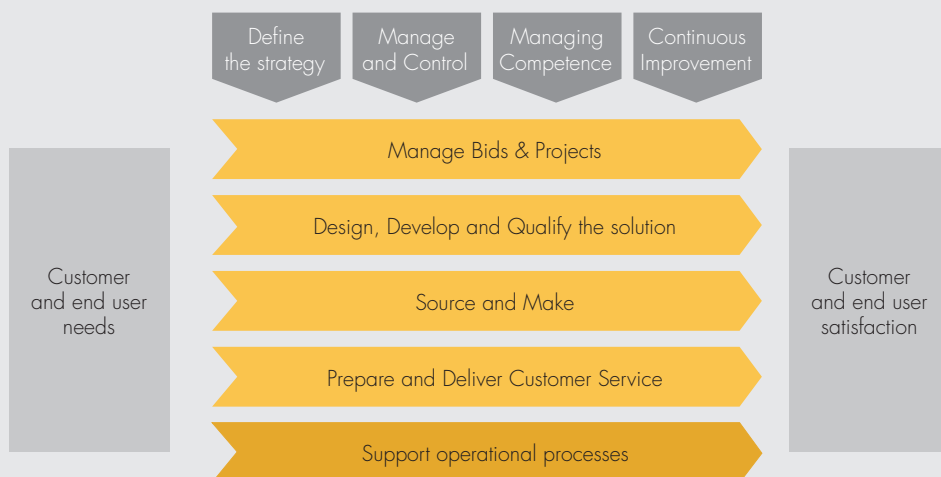 Define
the strategy
Manage
and Control
Managing
Competence
Continuous
Improvement
Manage Bids & Projects
Design, Develop and Qualify the solution
Source and Make
Prepare and Deliver Customer Service
Support operational processes
Customer
and end user
needs
Customer
and end user
satisfaction